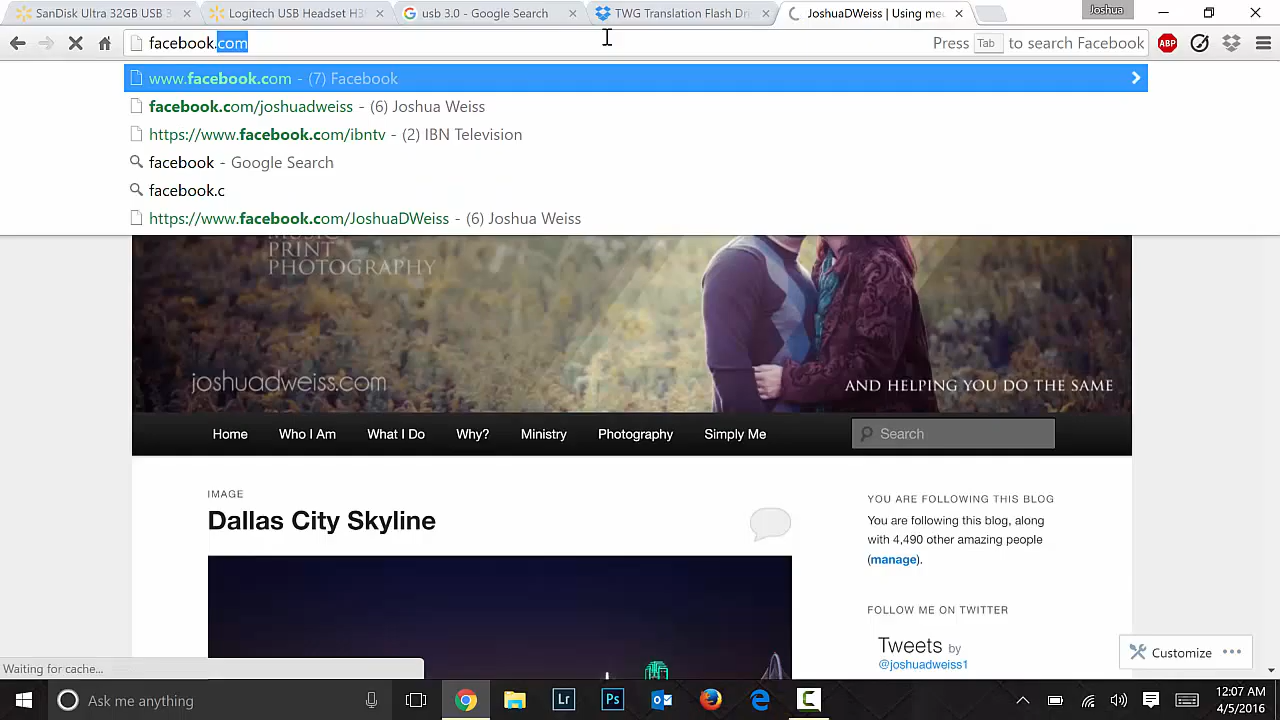 SanDisk Ultra 32GB USB 3 Logitech USB Headset H3 usb 3.0 - Google Search TWG Translation Flash Dri JoshuaDWeiss | Using me Joshua
facebook.com Press Tab to search Facebook ABP
www.facebook.com - (7) Facebook
facebook.com/joshuadweiss - (6) Joshua Weiss
https://www.facebook.com/ibntv - (2) IBN Television
facebook - Google Search
facebook.c
https://www.facebook.com/JoshuaDWeiss - (6) Joshua Weiss
PRINT
PHOTOGRAPHY
joshuadweiss.com AND HELPING YOU DO THE SAME
Home Who I Am What I Do Why? Ministry Photography Simply Me Search
IMAGE
Dallas City Skyline
YOU ARE FOLLOWING THIS BLOG
You are following this blog, along
with 4,490 other amazing people
(manage).
FOLLOW ME ON TWITTER
Tweets by
@joshuadweiss1
Customize
Waiting for cache...
Ask me anything Lr Ps 12:07 AM
4/5/2016